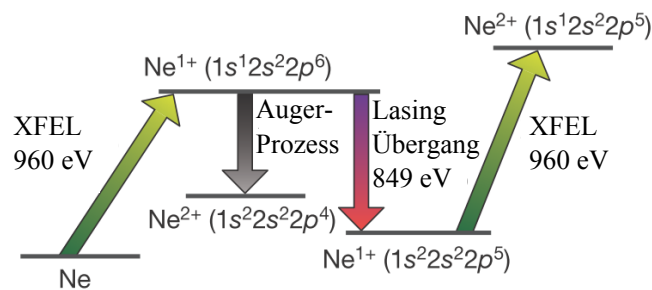 Ne²⁺ (1s¹2s²2p⁵)
Ne¹⁺ (1s¹2s²2p⁶)
XFEL
960 eV
Auger-
Prozess
Lasing
Übergang
849 eV
XFEL
960 eV
Ne²⁺ (1s²2s²2p⁴)
Ne¹⁺ (1s²2s²2p⁵)
Ne